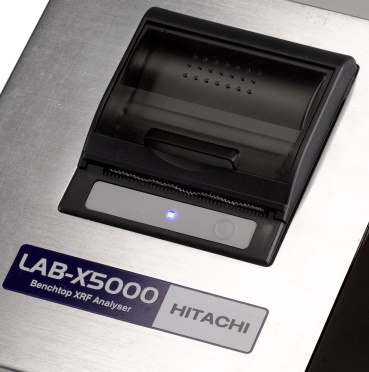 LAB-X5000
Benchtop XRF Analyser
HITACHI